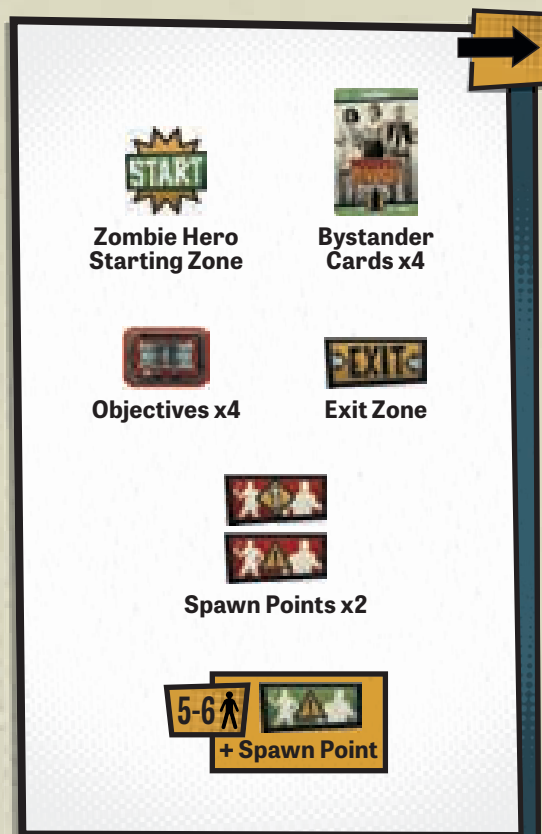 START
Zombie Hero
Starting Zone
Bystander
Cards x4
Objectives x4
EXIT
Exit Zone
Spawn Points x2
5-6
+ Spawn Point